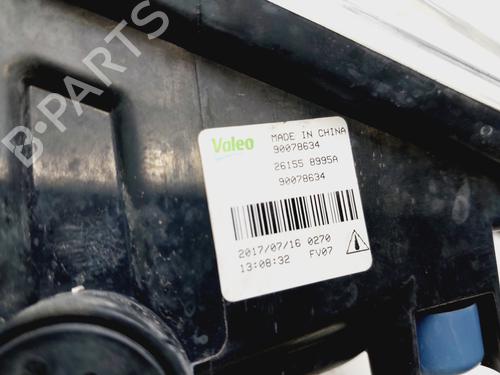 B-PARTS
Valeo
MADE IN CHINA
90078634
26155 8995A
90078634
2017/07/16 0270
13:08:32 FV07